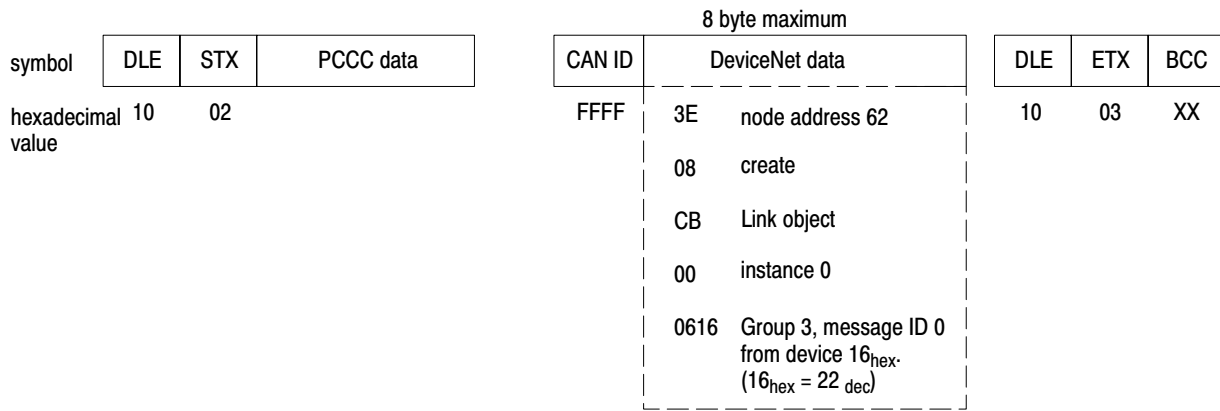 8 byte maximum
symbol DLE STX PCCC data CAN ID DeviceNet data DLE ETX BCC
hexadecimal value 10 02 FFFF 3E node address 62 10 03 XX
08 create
CB Link object
00 instance 0
0616 Group 3, message ID 0
from device 16hex.
(16hex = 22 dec)